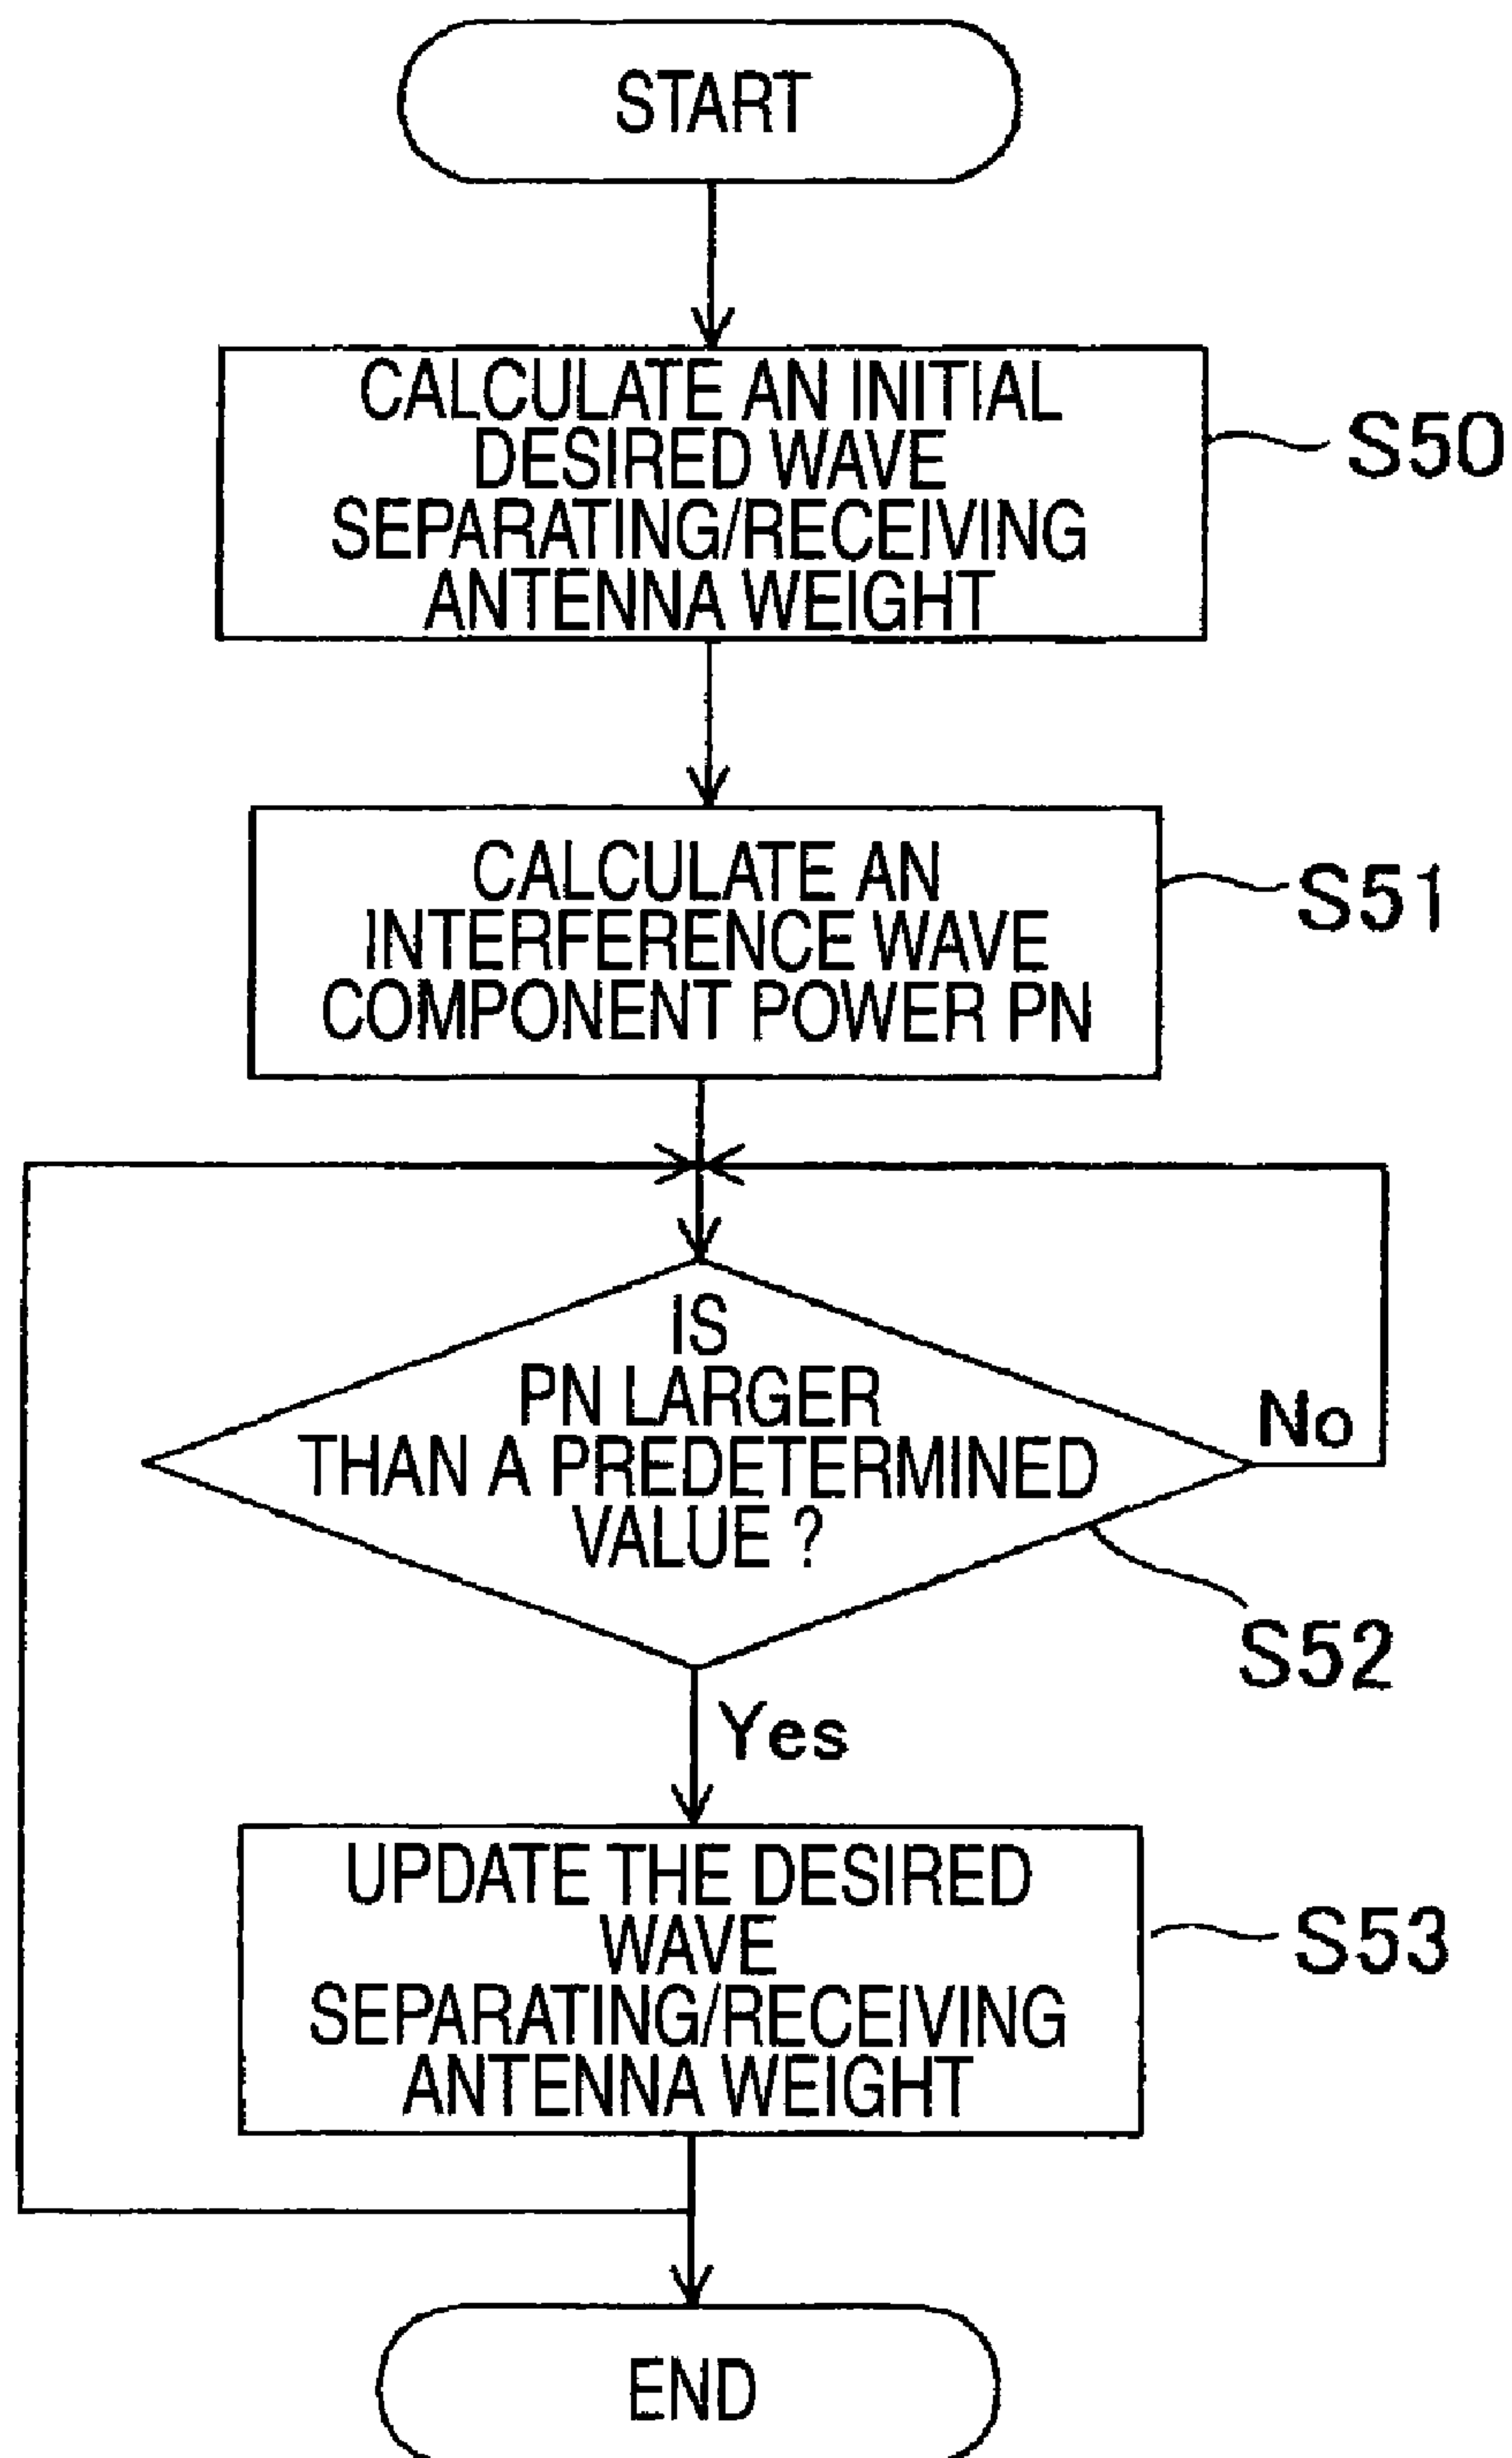 START
CALCULATE AN INITIAL
DESIRED WAVE
SEPARATING/RECEIVING
ANTENNA WEIGHT
S50
CALCULATE AN
INTERFERENCE WAVE
COMPONENT POWER PN
S51
IS
PN LARGER
THAN A PREDETERMINED
VALUE ?
No
S52
Yes
UPDATE THE DESIRED
WAVE
SEPARATING/RECEIVING
ANTENNA WEIGHT
S53
END